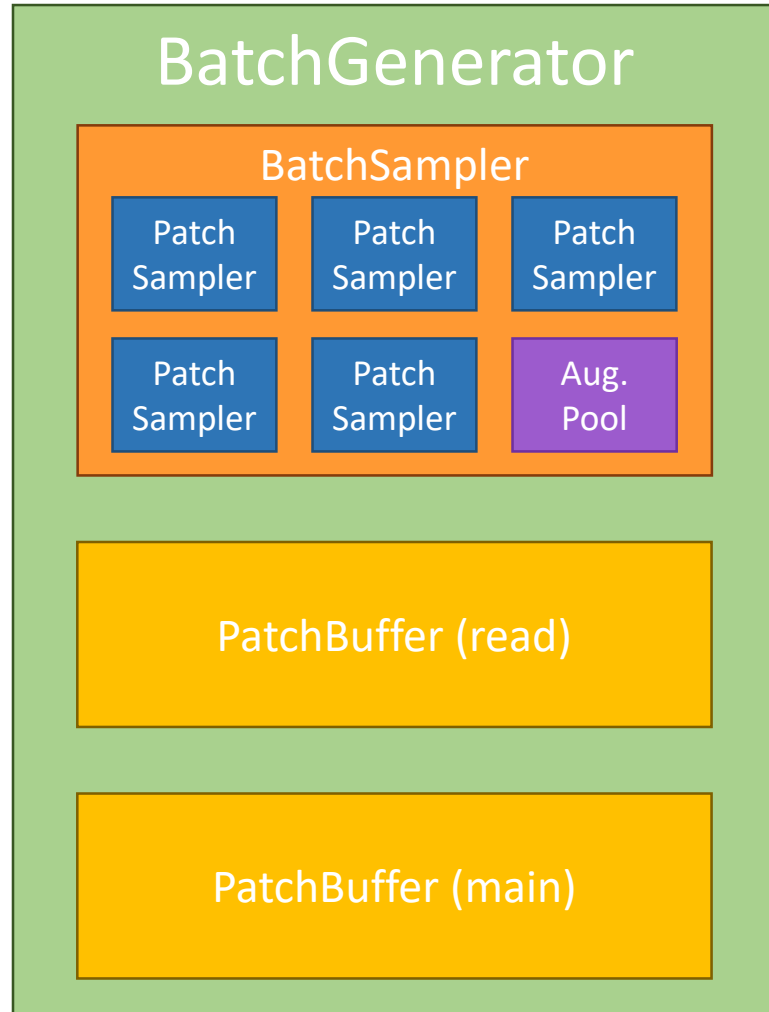 BatchGenerator
BatchSampler
Patch
Sampler
Patch
Sampler
Patch
Sampler
Patch
Sampler
Patch
Sampler
Aug.
Pool
PatchBuffer (read)
PatchBuffer (main)